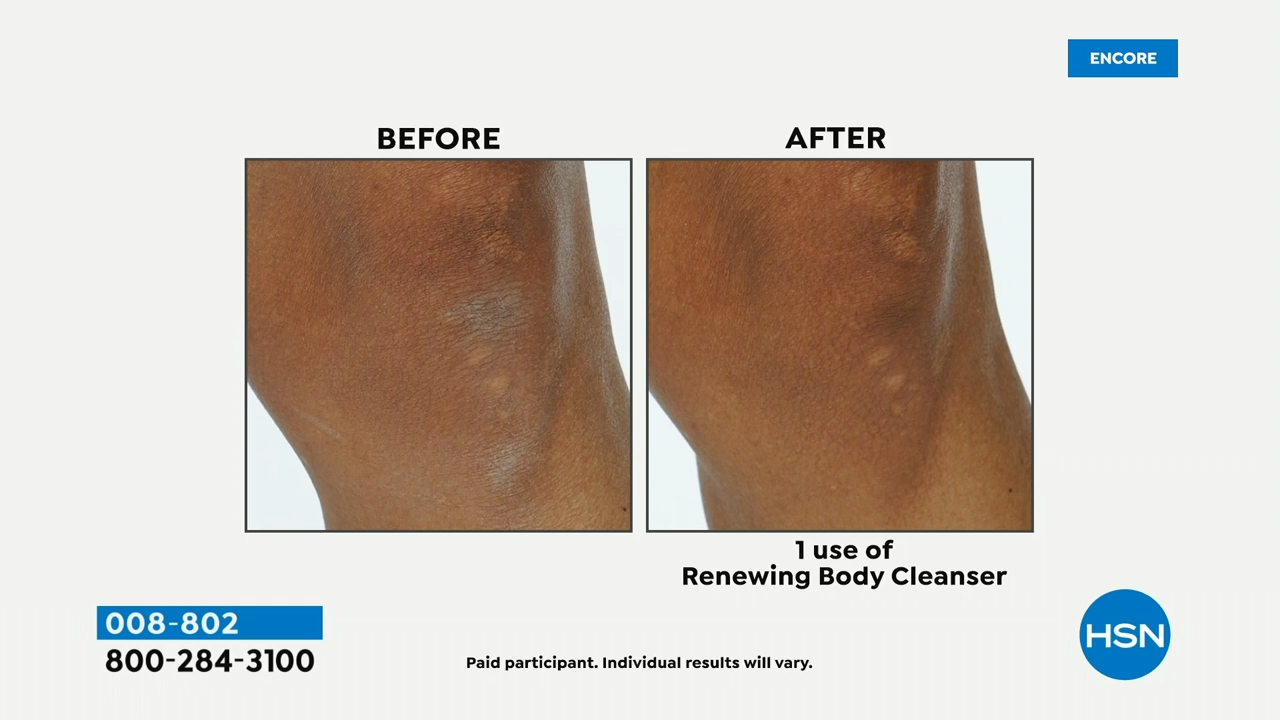 ENCORE
BEFORE
AFTER
1 use of
Renewing Body Cleanser
008-802
800-284-3100
Paid participant. Individual results will vary.
HSN